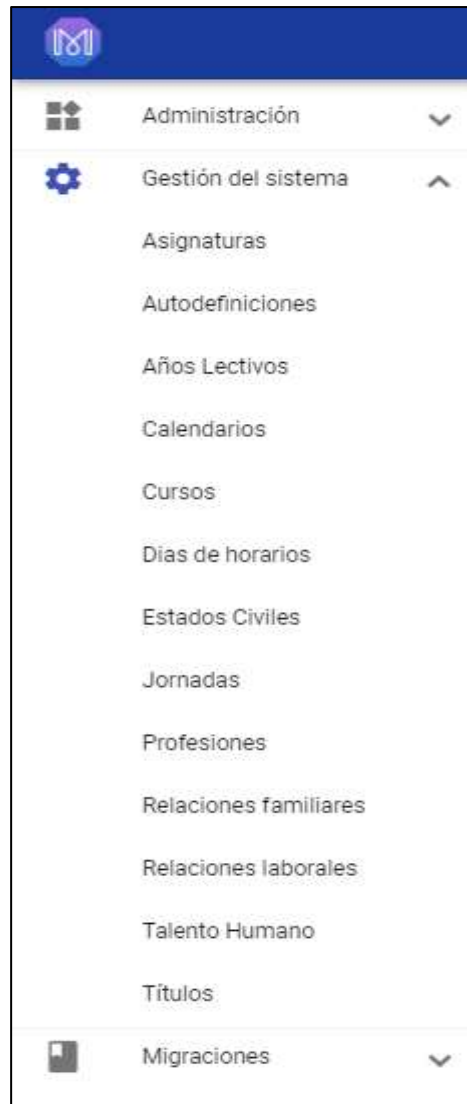 Administración
Gestión del sistema
Asignaturas
Autodefiniciones
Años Lectivos
Calendarios
Cursos
Dias de horarios
Estados Civiles
Jornadas
Profesiones
Relaciones familiares
Relaciones laborales
Talento Humano
Títulos
Migraciones